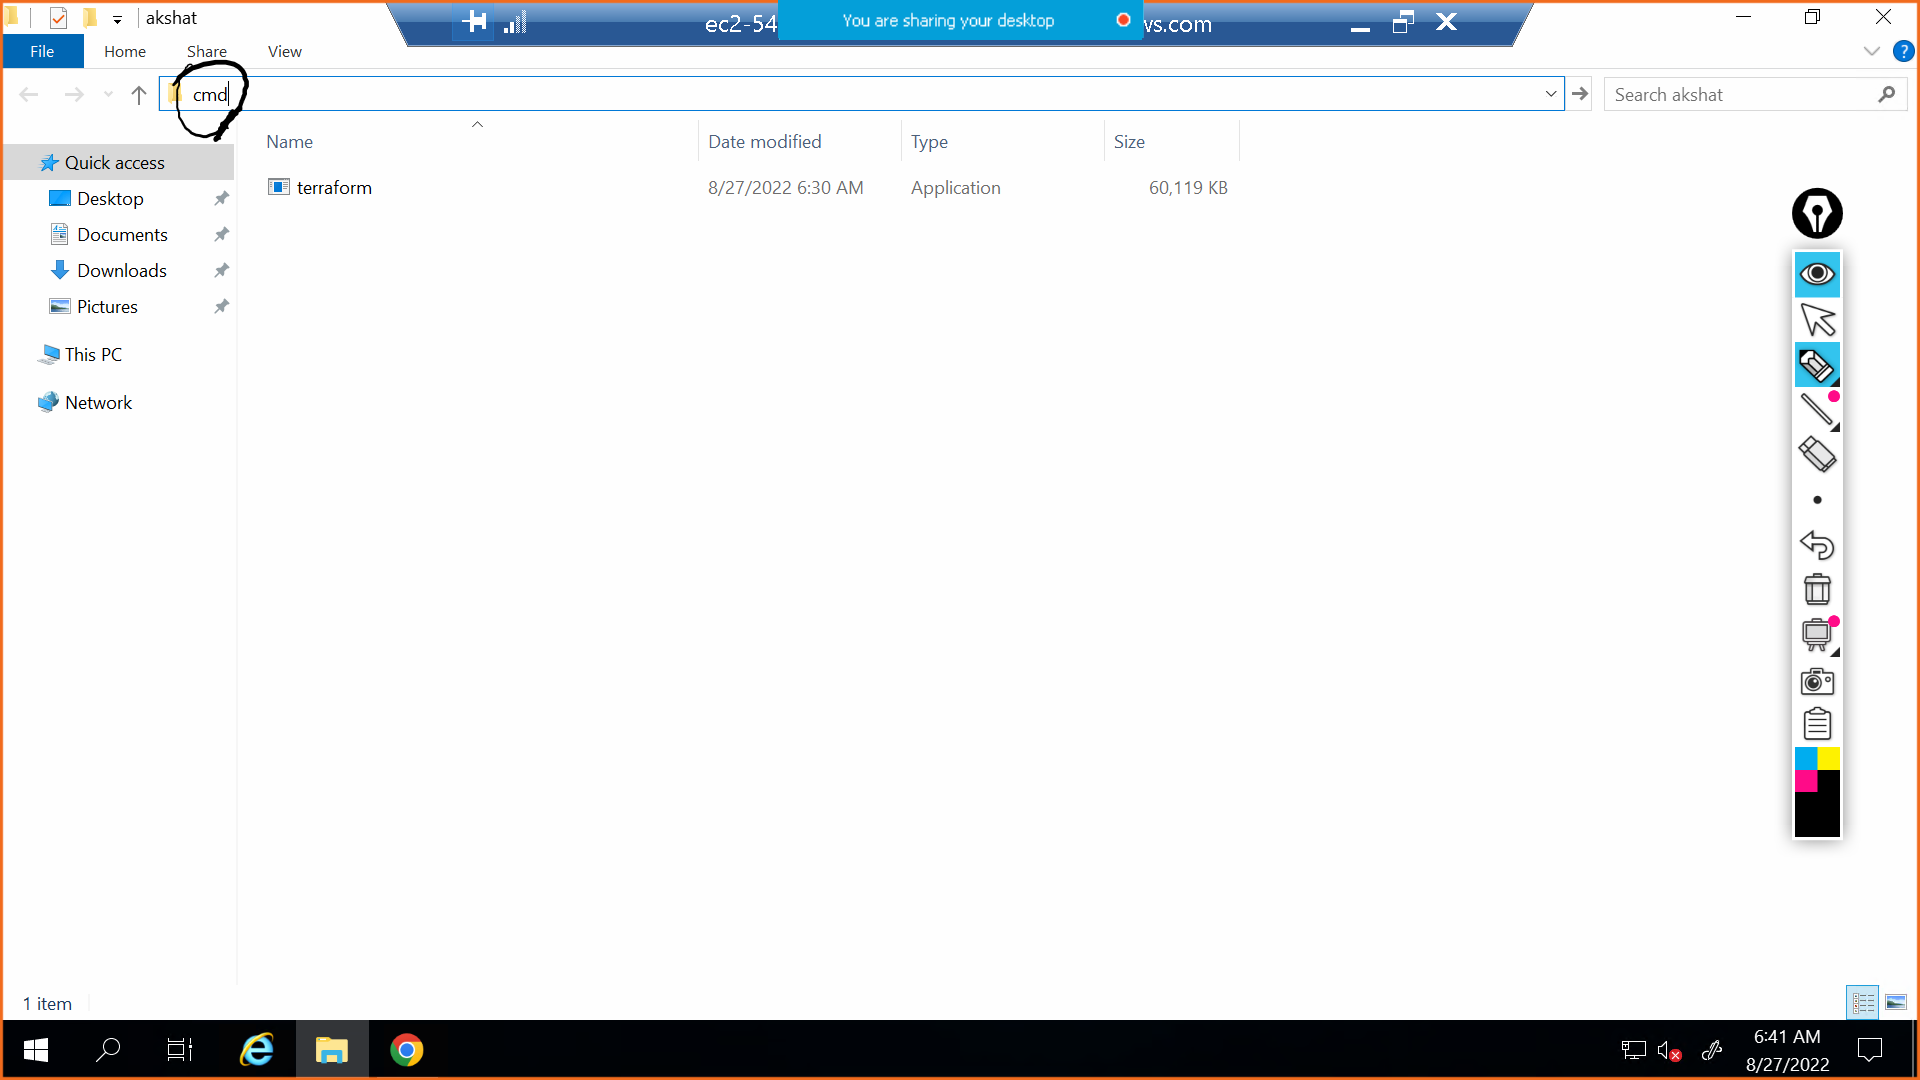 akshat
ec2-54
You are sharing your desktop
ws.com
File
Home
Share
View
?
cmd
Search akshat
Name
Date modified
Type
Size
Quick access
terraform
8/27/2022 6:30 AM
Application
60,119 KB
Desktop
Documents
Downloads
Pictures
This PC
Network
1 item
6:41 AM
8/27/2022